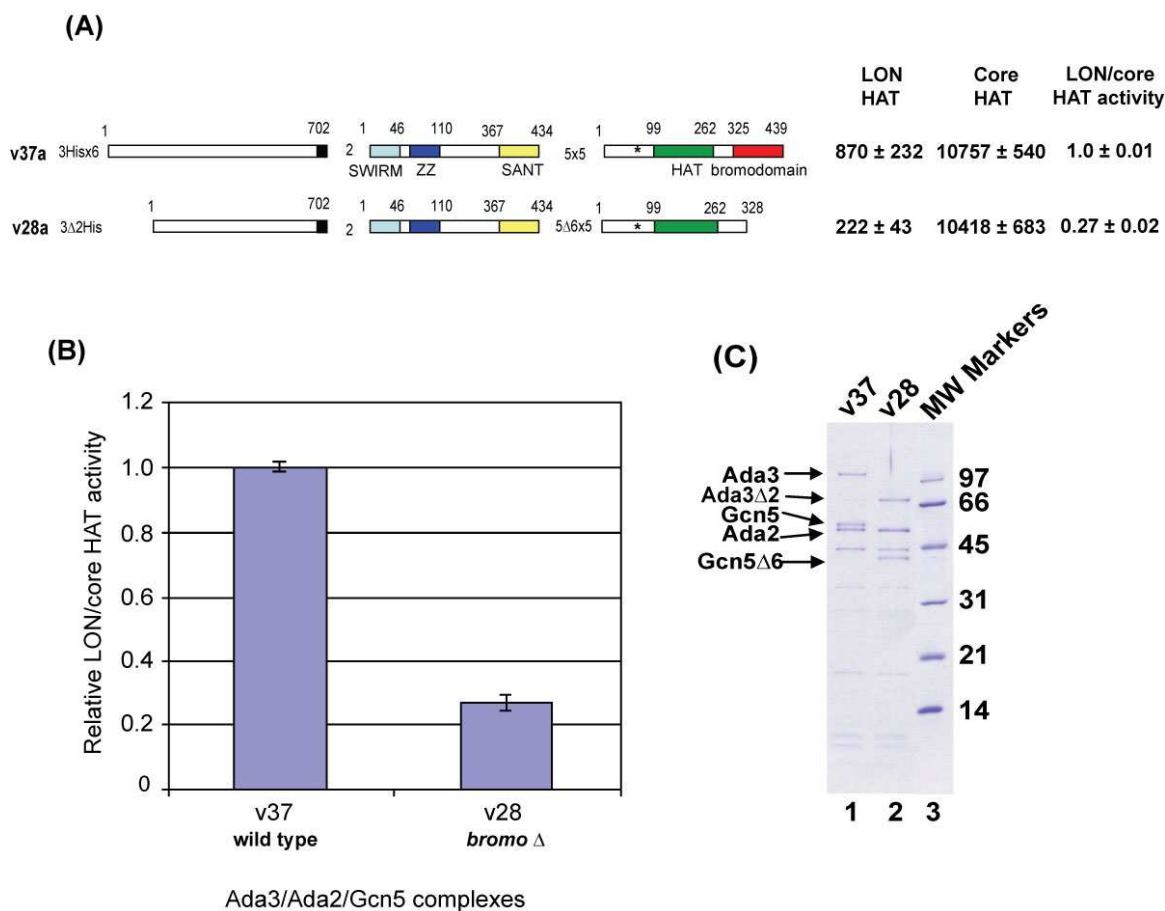 (A)
LON HAT
Core HAT
LON/core HAT activity
v37a 3Hisx6 1 702
2 1 46 110 367 434
SWIRM ZZ SANT
5x5 * 1 99 262 325 439
HAT bromodomain
870 ± 232 10757 ± 540 1.0 ± 0.01
v28a 3Δ2His 1 702
2 1 46 110 367 434
5Δ6x5 * 1 99 262 328
222 ± 43 10418 ± 683 0.27 ± 0.02
(B)
Relative LON/core HAT activity
1.2
1.0
0.8
0.6
0.4
0.2
0
v37 v28
wild type bromo Δ
Ada3/Ada2/Gcn5 complexes
(C)
v37 v28 MW Markers
Ada3
Ada3Δ2
Gcn5
Ada2
Gcn5Δ6
97
66
45
31
21
14
1 2 3